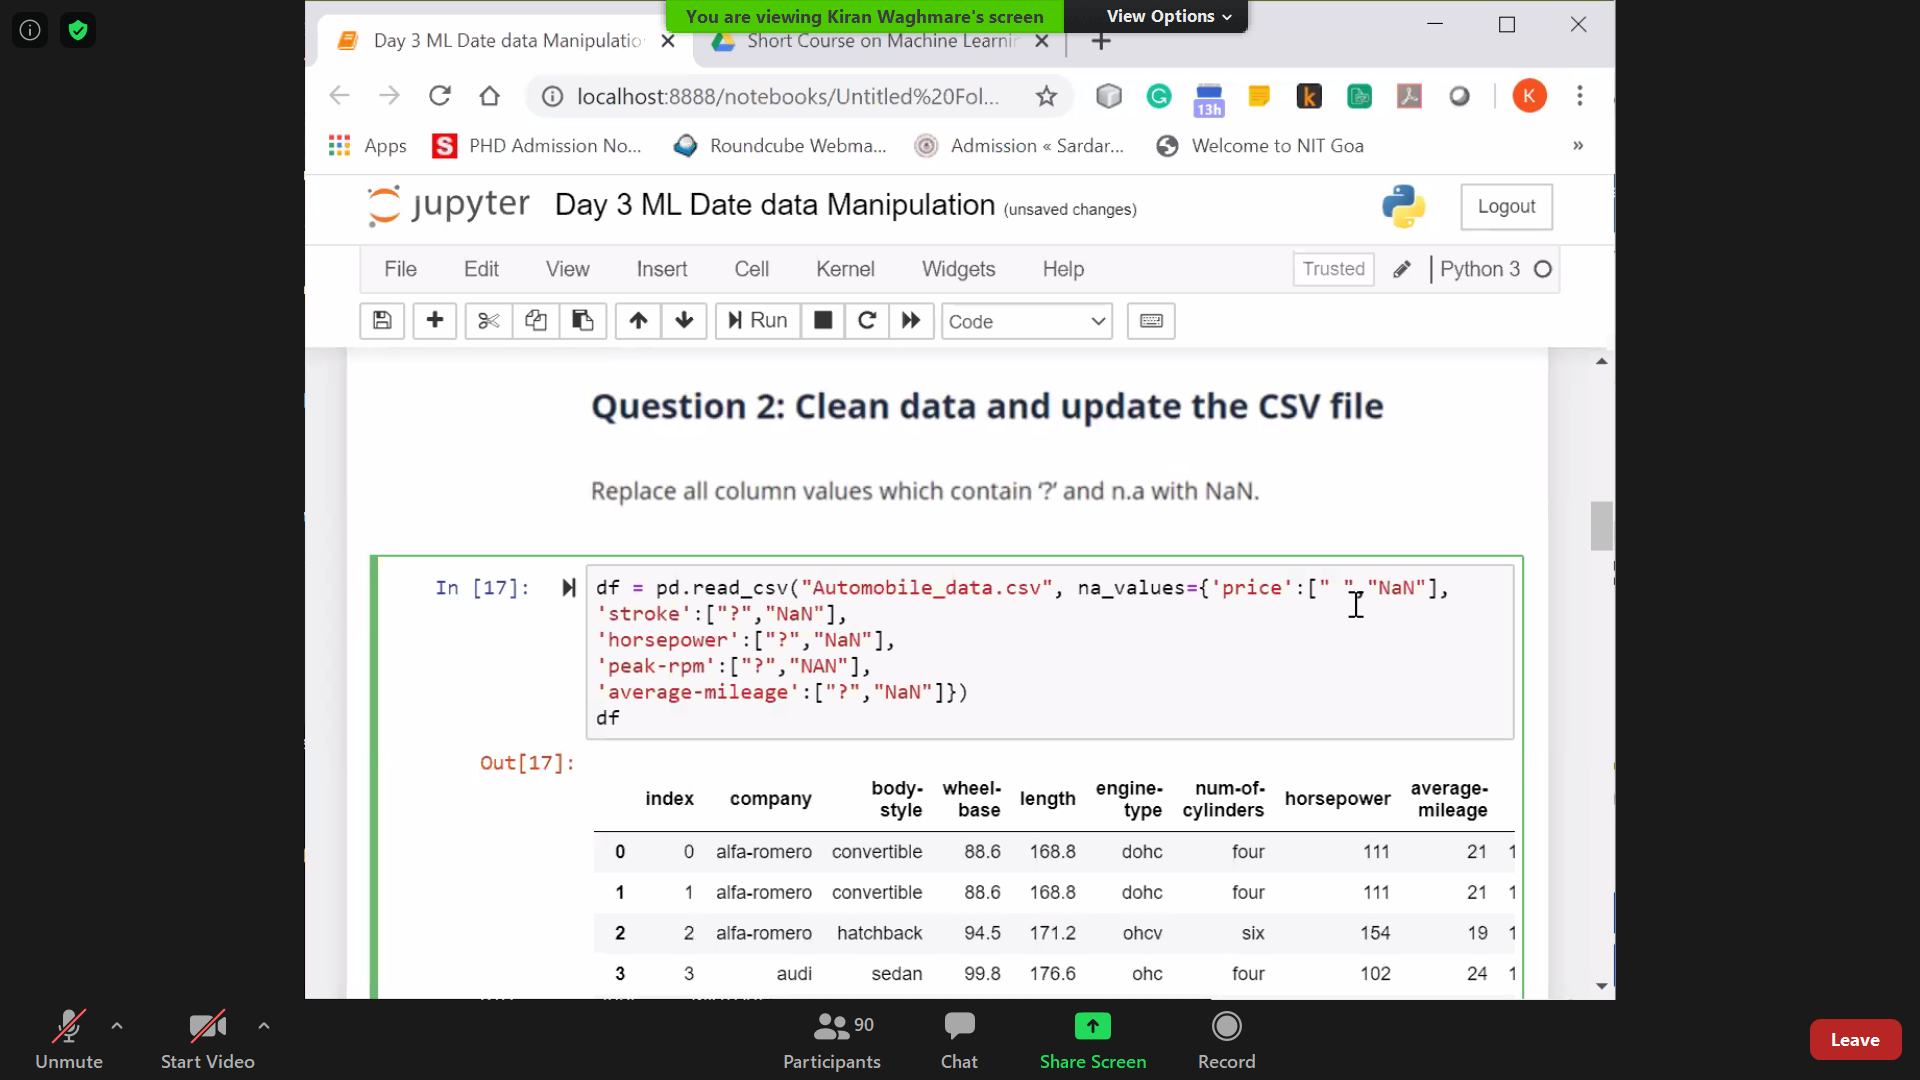 You are viewing Kiran Waghmare's screen
View Options
Day 3 ML Date data Manipulatio
Short Course on Machine Learnin
localhost:8888/notebooks/Untitled%20Fol...
13h
K
Apps
PHD Admission No...
Roundcube Webma...
Admission « Sardar...
Welcome to NIT Goa
»
jupyter Day 3 ML Date data Manipulation (unsaved changes)
Logout
File Edit View Insert Cell Kernel Widgets Help
Trusted
Python 3
Run
Code
Question 2: Clean data and update the CSV file
Replace all column values which contain ‘?’ and n.a with NaN.
In [17]:
df = pd.read_csv("Automobile_data.csv", na_values={'price':[" ","NaN"],
'stroke':["?","NaN"],
'horsepower':["?","NaN"],
'peak-rpm':["?","NAN"],
'average-mileage':["?","NaN"]})
df
Out[17]:
index company body-style wheel-base length engine-type num-of-cylinders horsepower average-mileage
0 0 alfa-romero convertible 88.6 168.8 dohc four 111 21 1
1 1 alfa-romero convertible 88.6 168.8 dohc four 111 21 1
2 2 alfa-romero hatchback 94.5 171.2 ohcv six 154 19 1
3 3 audi sedan 99.8 176.6 ohc four 102 24 1
Unmute
Start Video
90
Participants
Chat
Share Screen
Record
Leave